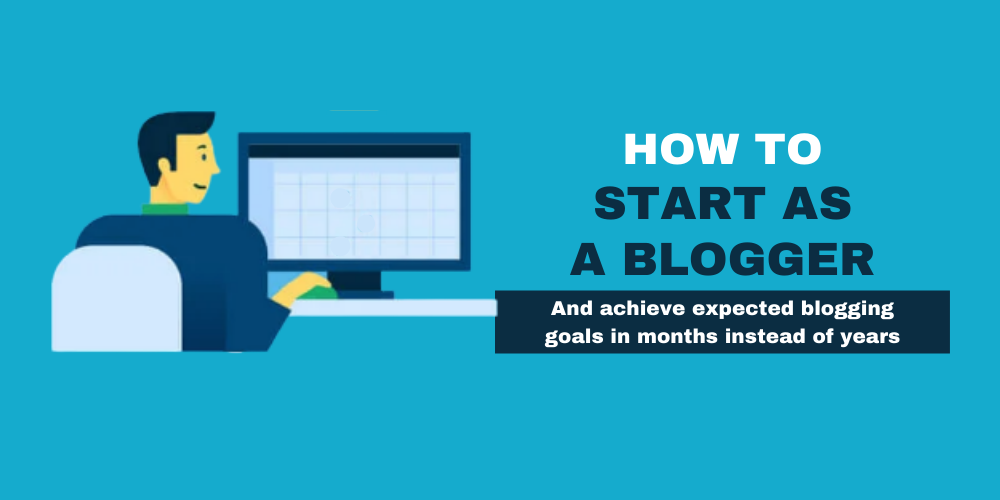 HOW TO
START AS
A BLOGGER
And achieve expected blogging
goals in months instead of years